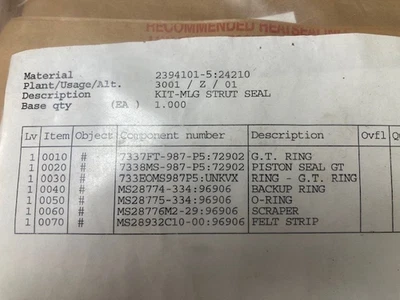 RECOMMENDED HEATSEALIN
Material 2394101-5:24210
Plant/Usage/Alt. 3001 / Z / 01
Description KIT-MLG STRUT SEAL
Base qty (EA ) 1.000
Lv Item Object Component number Description Ovfl
1 0010 # 7337FT-987-P5:72902 G.T. RING
1 0020 # 7338MS-987-P5:72902 PISTON SEAL GT
1 0030 # 733EOMS987P5:UNKVX RING - G.T. RING
1 0040 # MS28774-334:96906 BACKUP RING
1 0050 # MS28775-334:96906 O-RING
1 0060 # MS28776M2-29:96906 SCRAPER
1 0070 # MS28932C10-00:96906 FELT STRIP